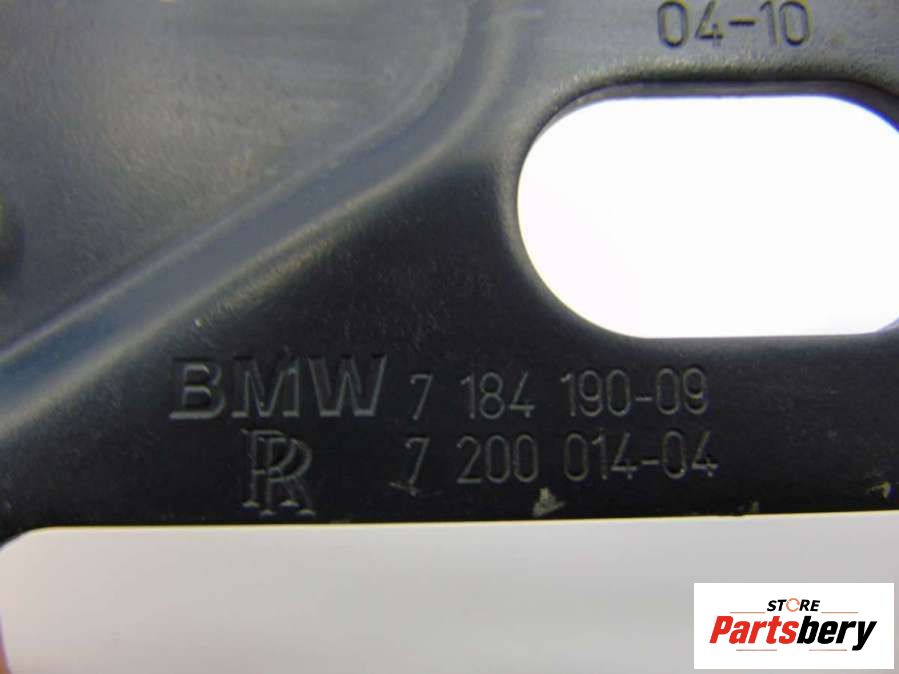 04-10
BMW 7 184 190-09
RR 7 200 014-04
STORE
Partsbery